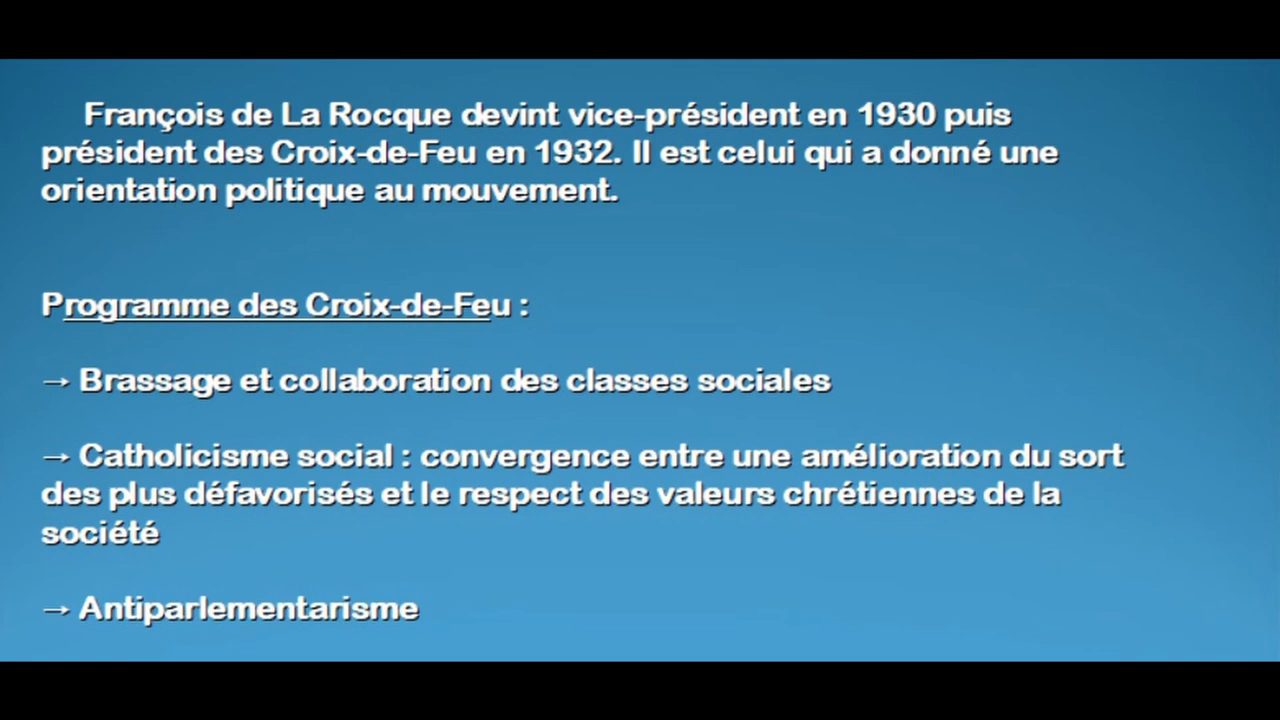 François de La Rocque devint vice-président en 1930 puis
président des Croix-de-Feu en 1932. Il est celui qui a donné une
orientation politique au mouvement.
Programme des Croix-de-Feu :
→ Brassage et collaboration des classes sociales
→ Catholicisme social : convergence entre une amélioration du sort
des plus défavorisés et le respect des valeurs chrétiennes de la
société
→ Antiparlementarisme